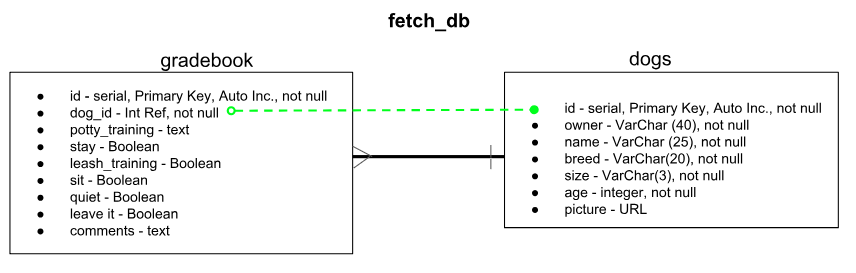 fetch_db
gradebook
id - serial, Primary Key, Auto Inc., not null
dog_id - Int Ref, not null
potty_training - text
stay - Boolean
leash_training - Boolean
sit - Boolean
quiet - Boolean
leave it - Boolean
comments - text
dogs
id - serial, Primary Key, Auto Inc., not null
owner - VarChar (40), not null
name - VarChar (25), not null
breed - VarChar(20), not null
size - VarChar(3), not null
age - integer, not null
picture - URL